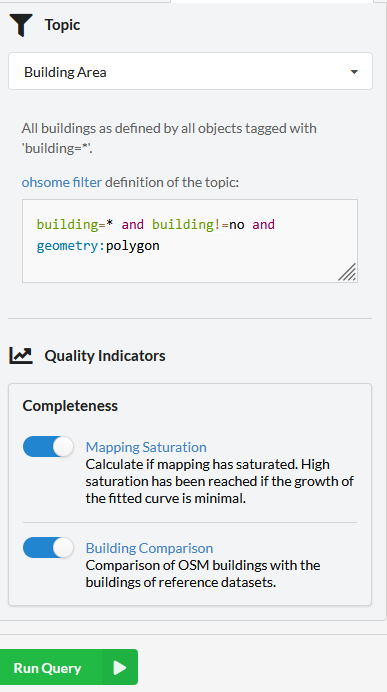 Topic
Building Area
All buildings as defined by all objects tagged with
'building=*'.
ohsome filter definition of the topic:
building=* and building!=no and
geometry:polygon
Quality Indicators
Completeness
Mapping Saturation
Calculate if mapping has saturated. High
saturation has been reached if the growth of
the fitted curve is minimal.
Building Comparison
Comparison of OSM buildings with the
buildings of reference datasets.
Run Query